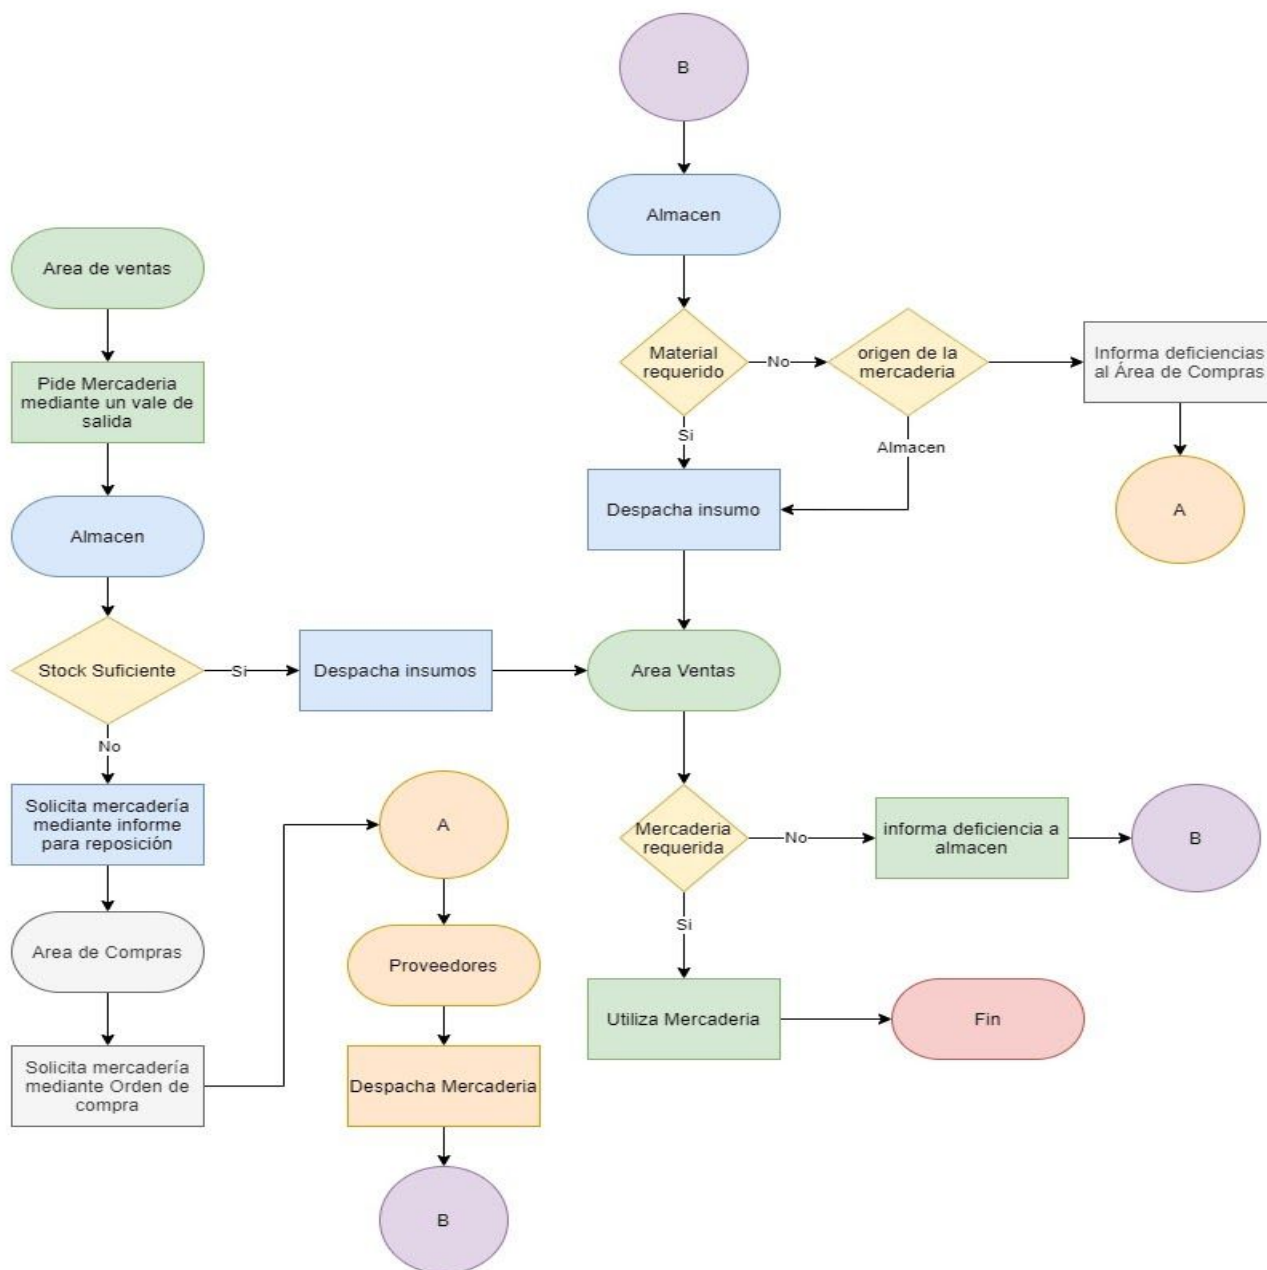 B
Almacen
Area de ventas
Material
requerido
No
origen de la
mercaderia
Informa deficiencias
al Área de Compras
Pide Mercaderia
mediante un vale de
salida
Si
Almacen
Despacha insumo
A
Almacen
Stock Suficiente
Si
Despacha insumos
Area Ventas
No
Solicita mercadería
mediante informe
para reposición
A
Mercaderia
requerida
No
informa deficiencia a
almacen
B
Area de Compras
Proveedores
Si
Utiliza Mercaderia
Fin
Solicita mercadería
mediante Orden de
compra
Despacha Mercaderia
B